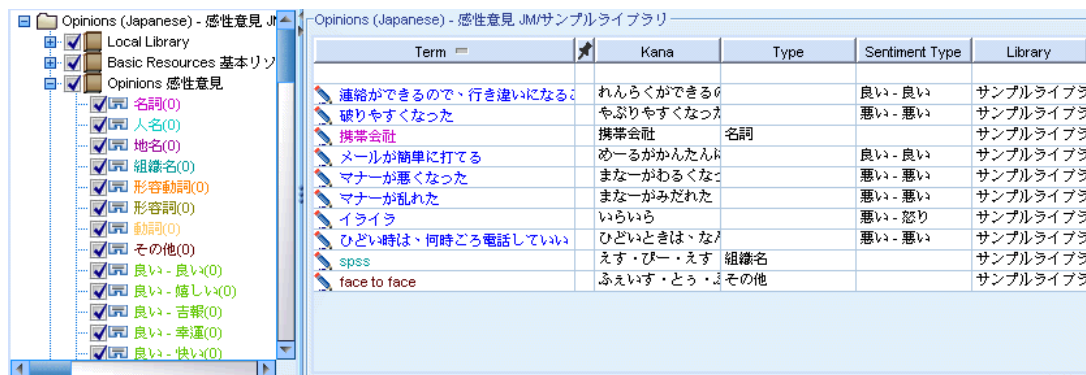 Opinions (Japanese) - 感性意見 J
Local Library
Basic Resources 基本リソ
Opinions 感性意見
名詞(0)
人名(0)
地名(0)
組織名(0)
形容動詞(0)
形容詞(0)
動詞(0)
その他(0)
良い - 良い(0)
良い - 嬉しい(0)
良い - 吉報(0)
良い - 幸運(0)
良い - 快い(0)
Opinions (Japanese) - 感性意見 JM/サンプルライブラリ
Term Kana Type Sentiment Type Library
連絡ができるので、行き違いになる れんらくができる 良い - 良い サンプルライブラ
破りやすくなった やぶりやすくなっ 悪い - 悪い サンプルライブラ
携帯会社 携帯会社 名詞 サンプルライブラ
メールが簡単に打てる めーるがかんたん 良い - 良い サンプルライブラ
マナーが悪くなった まなーがわるくな 悪い - 悪い サンプルライブラ
マナーが乱れた まなーがみだれた 悪い - 悪い サンプルライブラ
イライラ いらいら 悪い - 怒り サンプルライブラ
ひどい時は、何時ごろ電話していい ひどいときは、な 悪い - 悪い サンプルライブラ
spss えす・ぴー・えす 組織名 サンプルライブラ
face to face ふぇいす・とぅ・ その他 サンプルライブラ